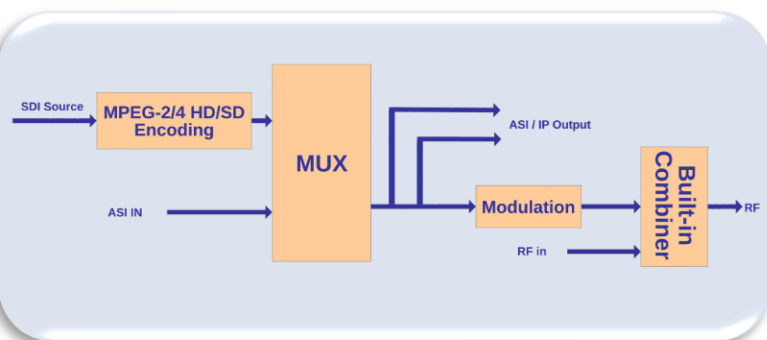 SDI Source
MPEG-2/4 HD/SD
Encoding
MUX
ASI / IP Output
ASI IN
Modulation
Built-in
Combiner
RF
RF in